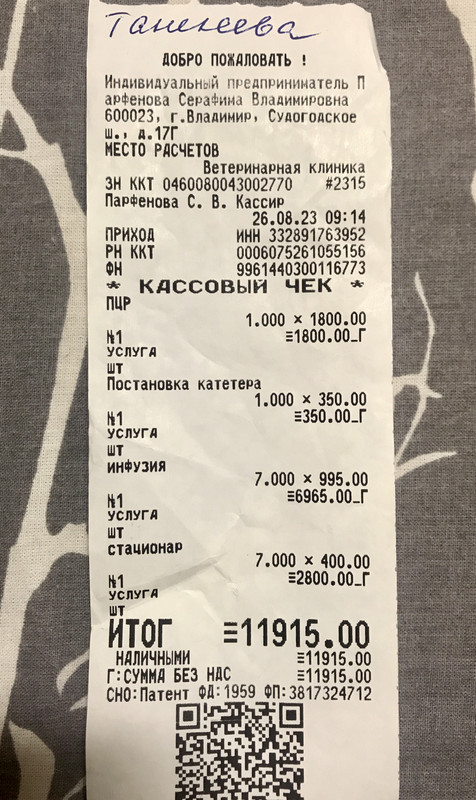 Танеева
ДОБРО ПОЖАЛОВАТЬ !
Индивидуальный предприниматель П
арфенова Серафима Владимировна
600023, г.Владимир, Судогодское
ш., д.17Г
МЕСТО РАСЧЕТОВ
Ветеринарная клиника
ЗН ККТ 0460080043002770 #2315
Парфенова С. В. Кассир
26.08.23 09:14
ПРИХОД ИНН 332891763952
РН ККТ 0006075261055156
ФН 9961440300116773
* КАССОВЫЙ ЧЕК *
ПЦР
1.000 × 1800.00
№1 ≡1800.00_Г
УСЛУГА
ШТ
Постановка катетера
1.000 × 350.00
№1 ≡350.00_Г
УСЛУГА
ШТ
ИНФУЗИЯ
7.000 × 995.00
№1 ≡6965.00_Г
УСЛУГА
ШТ
стационар
7.000 × 400.00
№1 ≡2800.00_Г
УСЛУГА
ШТ
ИТОГ ≡11915.00
НАЛИЧНЫМИ ≡11915.00
Г:СУММА БЕЗ НДС ≡11915.00
СНО:Патент ФД:1959 ФП:3817324712